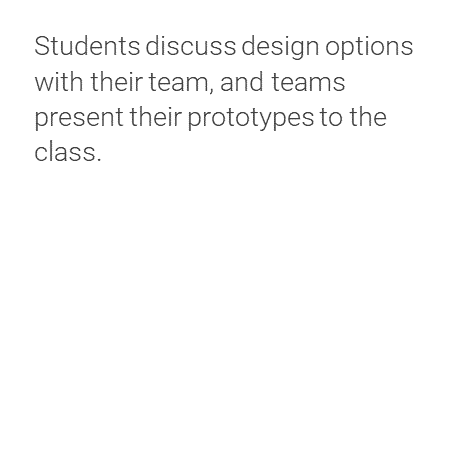 Students discuss design options
with their team, and teams
present their prototypes to the
class.